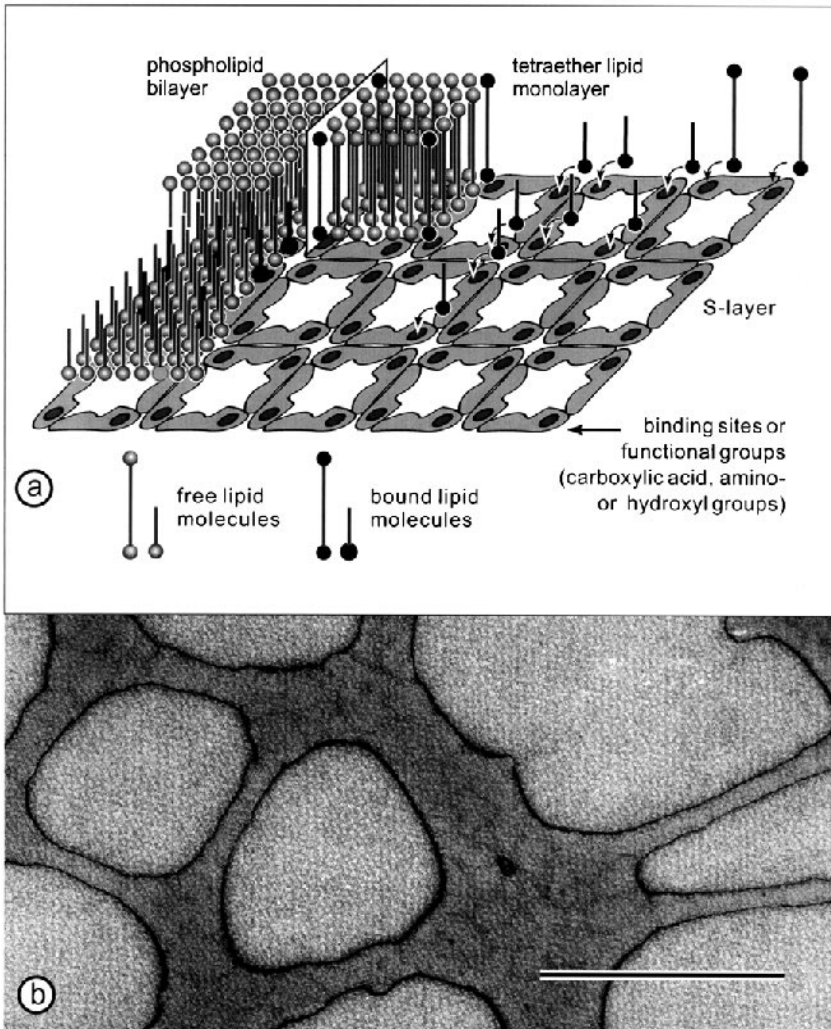 phospholipid
bilayer
tetraether lipid
monolayer
S-layer
binding sites or
functional groups
(carboxylic acid, amino-
or hydroxyl groups)
a
free lipid
molecules
bound lipid
molecules
b